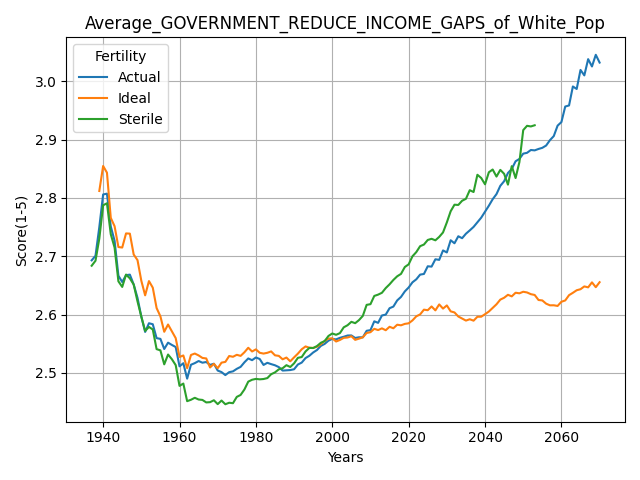 Average_GOVERNMENT_REDUCE_INCOME_GAPS_of_White_Pop
Fertility
Actual
Ideal
Sterile
Score(1-5)
3.0
2.9
2.8
2.7
2.6
2.5
1940 1960 1980 2000 2020 2040 2060
Years